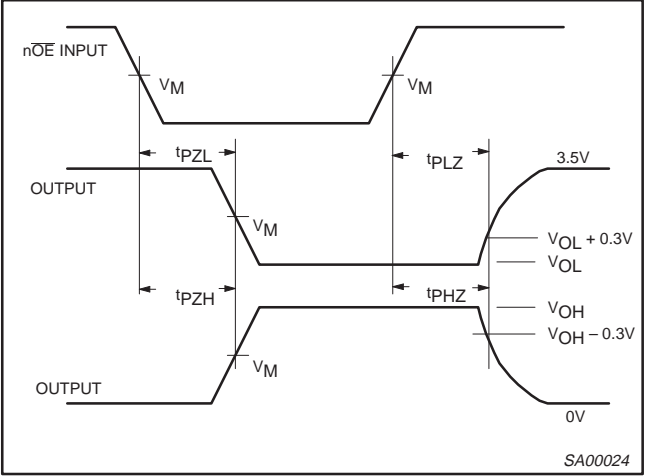 nOE INPUT
VM
VM
tPZL
tPLZ
3.5V
OUTPUT
VM
VOL + 0.3V
VOL
tPZH
tPHZ
VOH
VOH – 0.3V
VM
OUTPUT
0V
SA00024